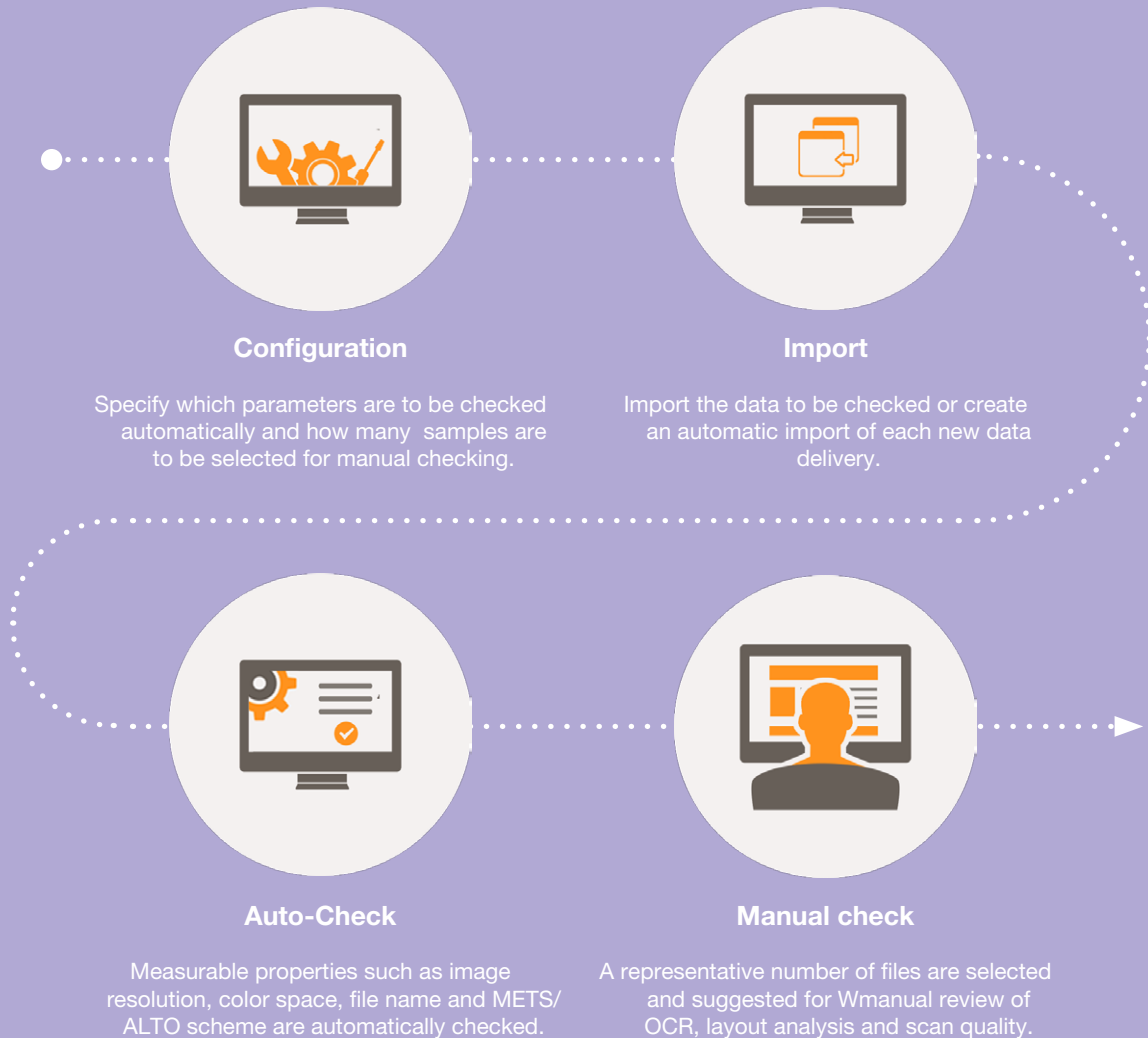 Configuration
Specify which parameters are to be checked
automatically and how many samples are
to be selected for manual checking.
Import
Import the data to be checked or create
an automatic import of each new data
delivery.
Auto-Check
Measurable properties such as image
resolution, color space, file name and METS/
ALTO scheme are automatically checked.
Manual check
A representative number of files are selected
and suggested for Wmanual review of
OCR, layout analysis and scan quality.